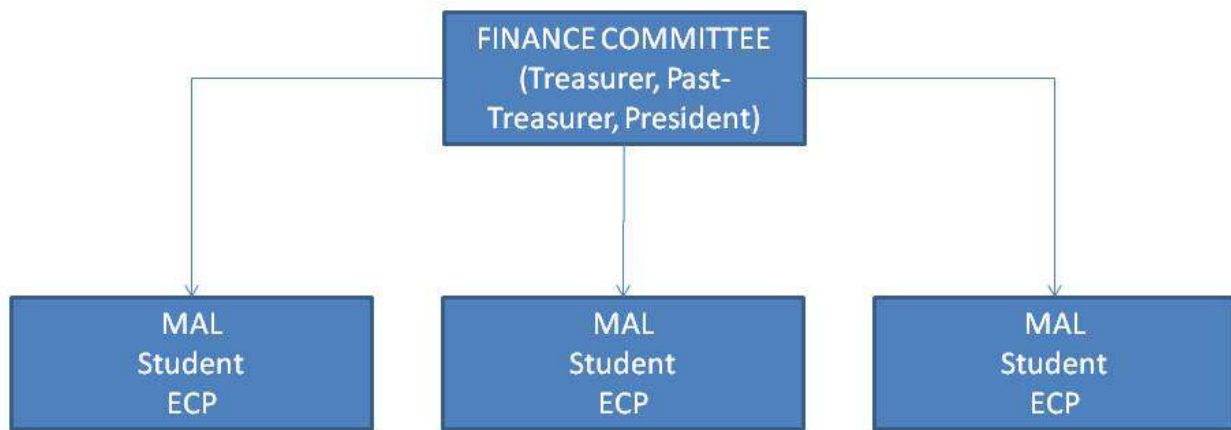 FINANCE COMMITTEE
(Treasurer, Past-
Treasurer, President)
MAL
Student
ECP
MAL
Student
ECP
MAL
Student
ECP